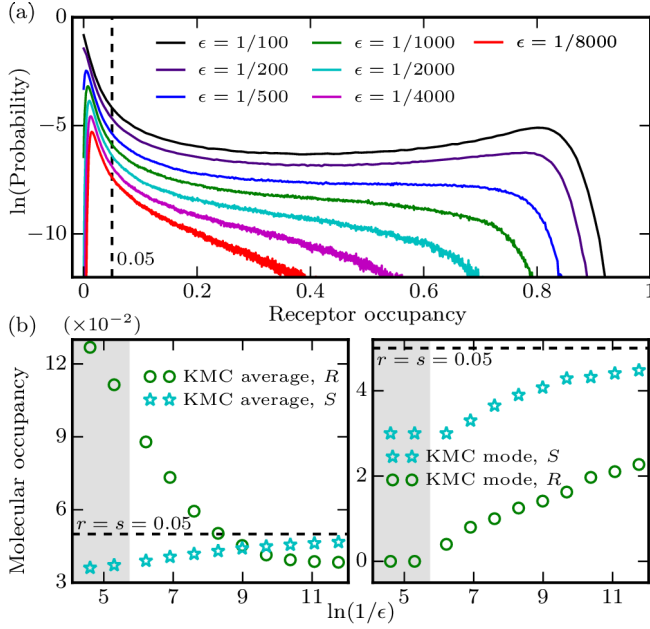 (a)
0
−5
−10
ln(Probability)
ϵ = 1/100
ϵ = 1/200
ϵ = 1/500
ϵ = 1/1000
ϵ = 1/2000
ϵ = 1/4000
ϵ = 1/8000
0.05
0.0 0.2 0.4 0.6 0.8 1.0
Receptor occupancy
(b)
(×10−2)
15
12
9
6
3
Molecular occupancy
KMC average, R
KMC average, S
r = s = 0.05
5 7 9 11
4
2
0
r = s = 0.05
KMC mode, S
KMC mode, R
5 7 9 11
ln(1/ϵ)